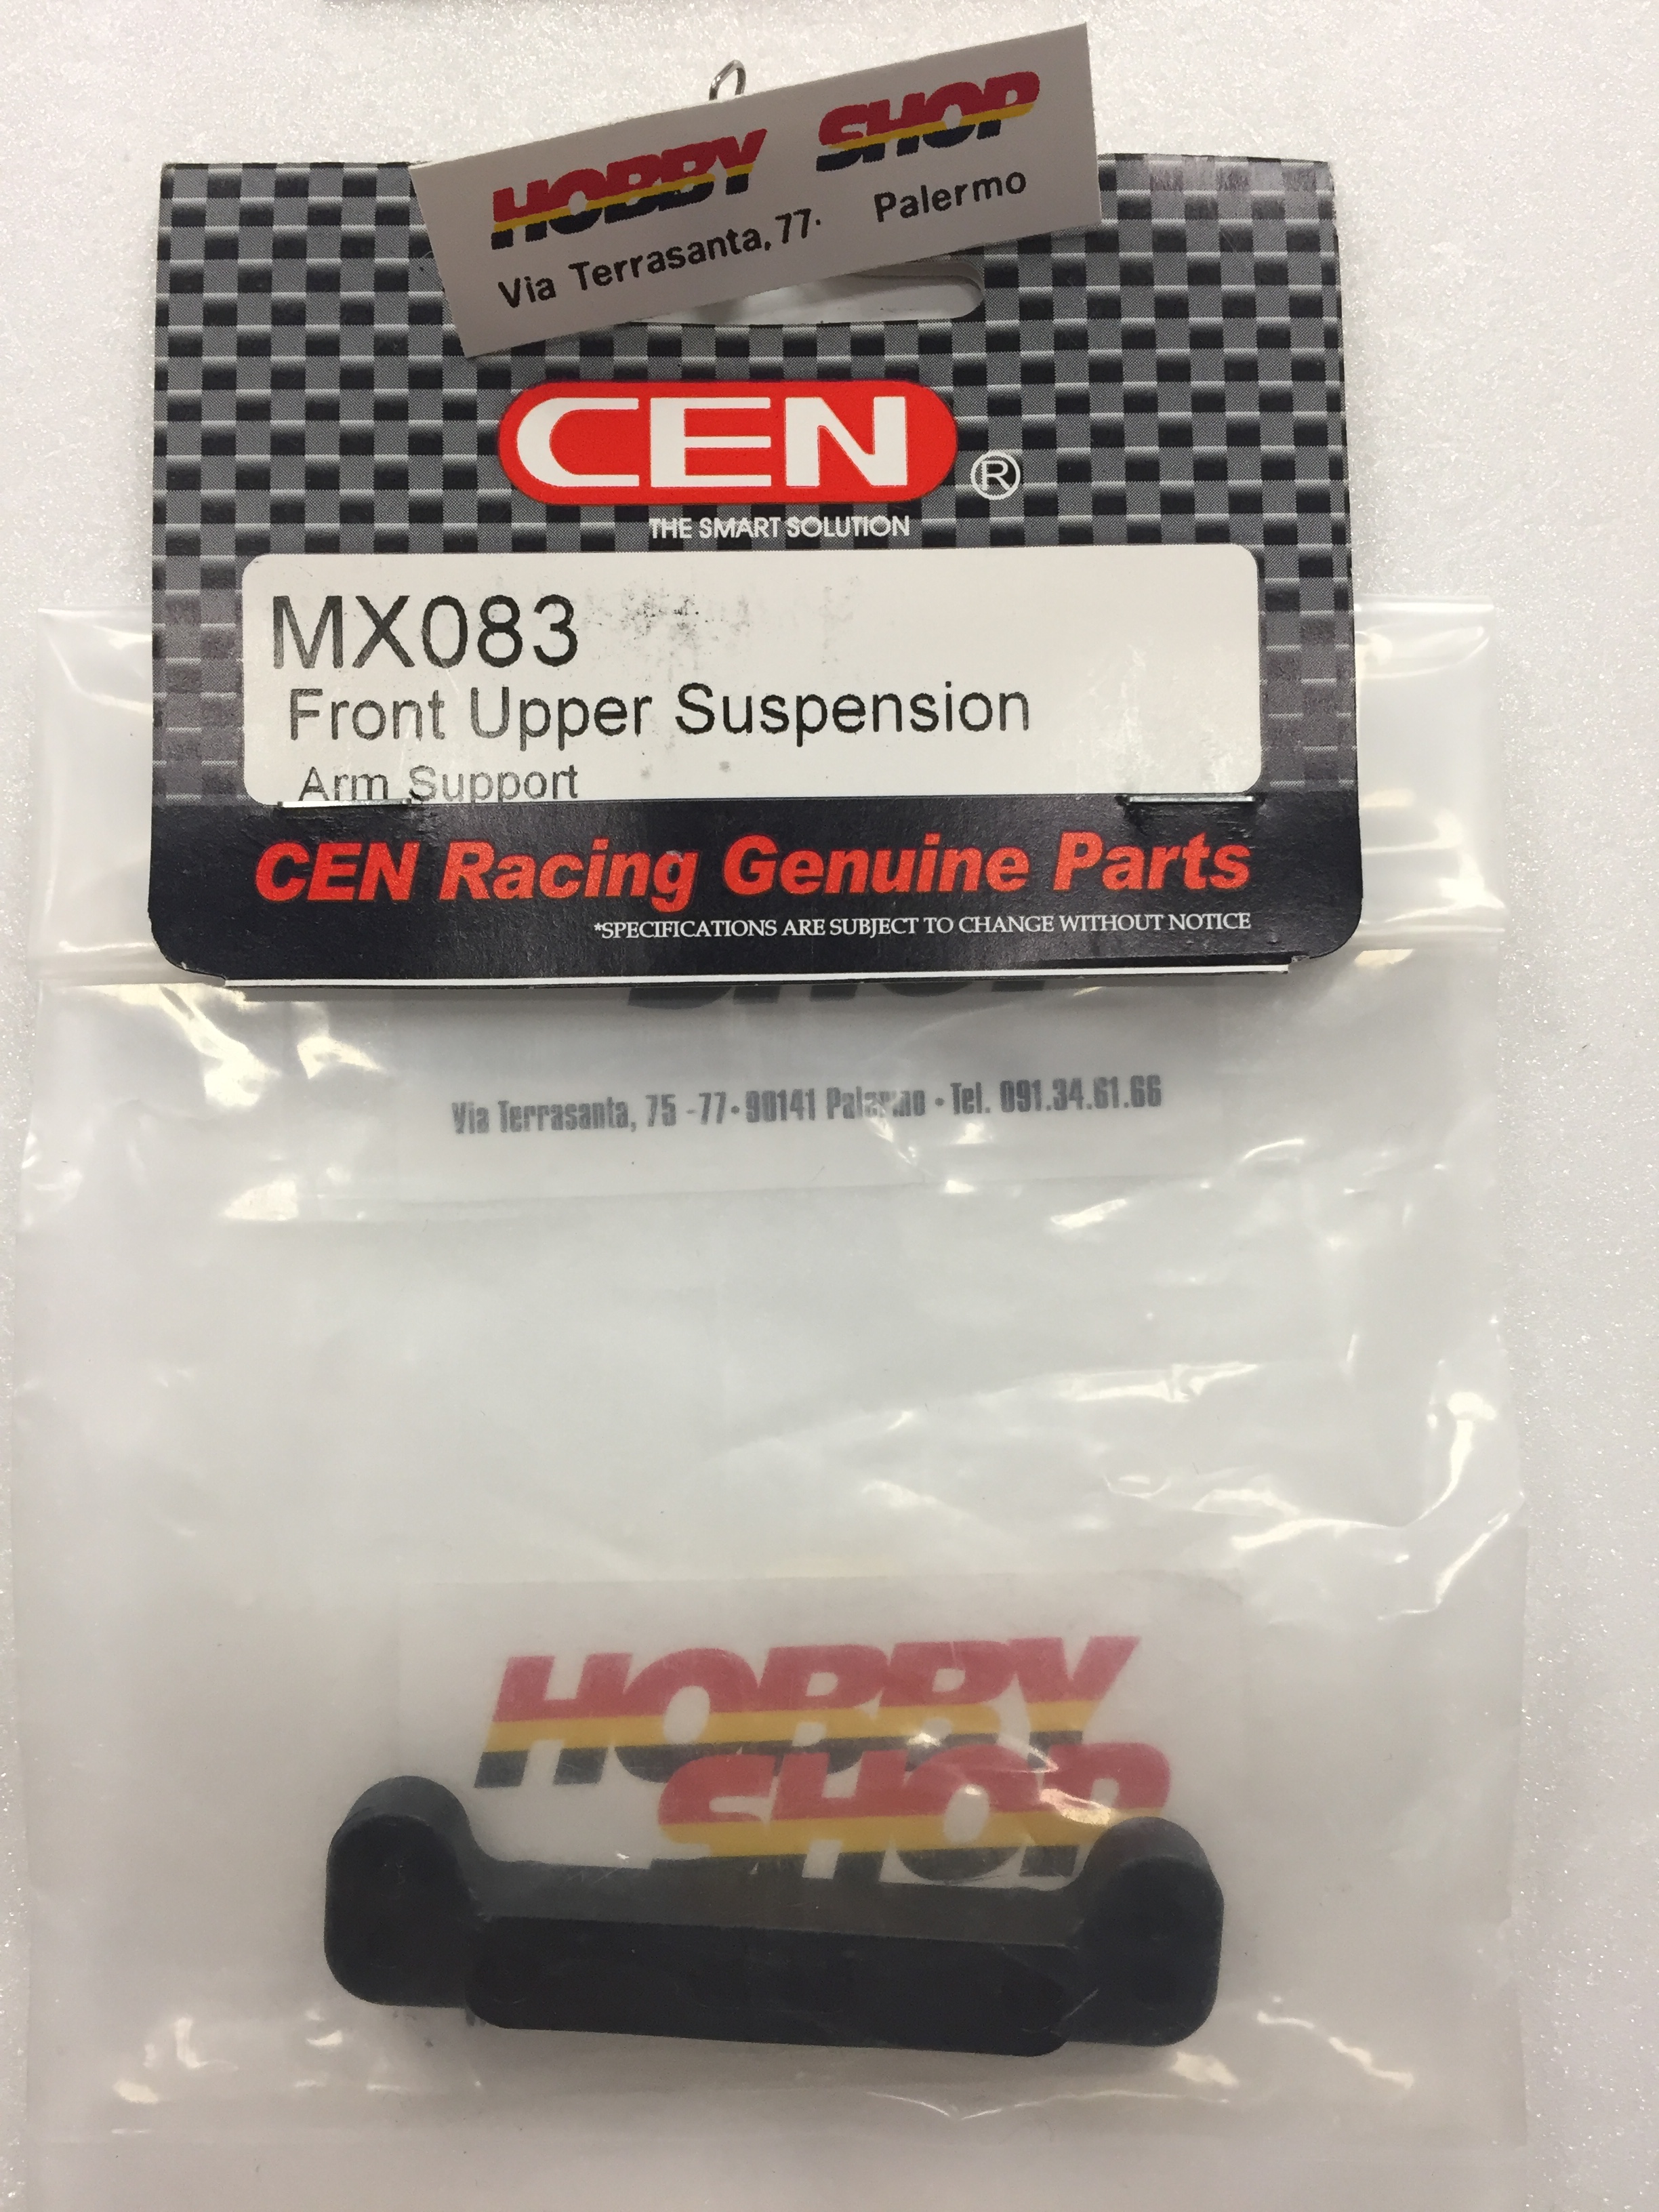 HOBBY SHOP
Via Terrasanta, 77· Palermo
CEN ®
THE SMART SOLUTION
MX083
Front Upper Suspension
Arm Support
CEN Racing Genuine Parts
*SPECIFICATIONS ARE SUBJECT TO CHANGE WITHOUT NOTICE
SHOP
Via Terrasanta, 75 -77•90141 Palermo • Tel. 091.34.61.66
HOBBY
SHOP